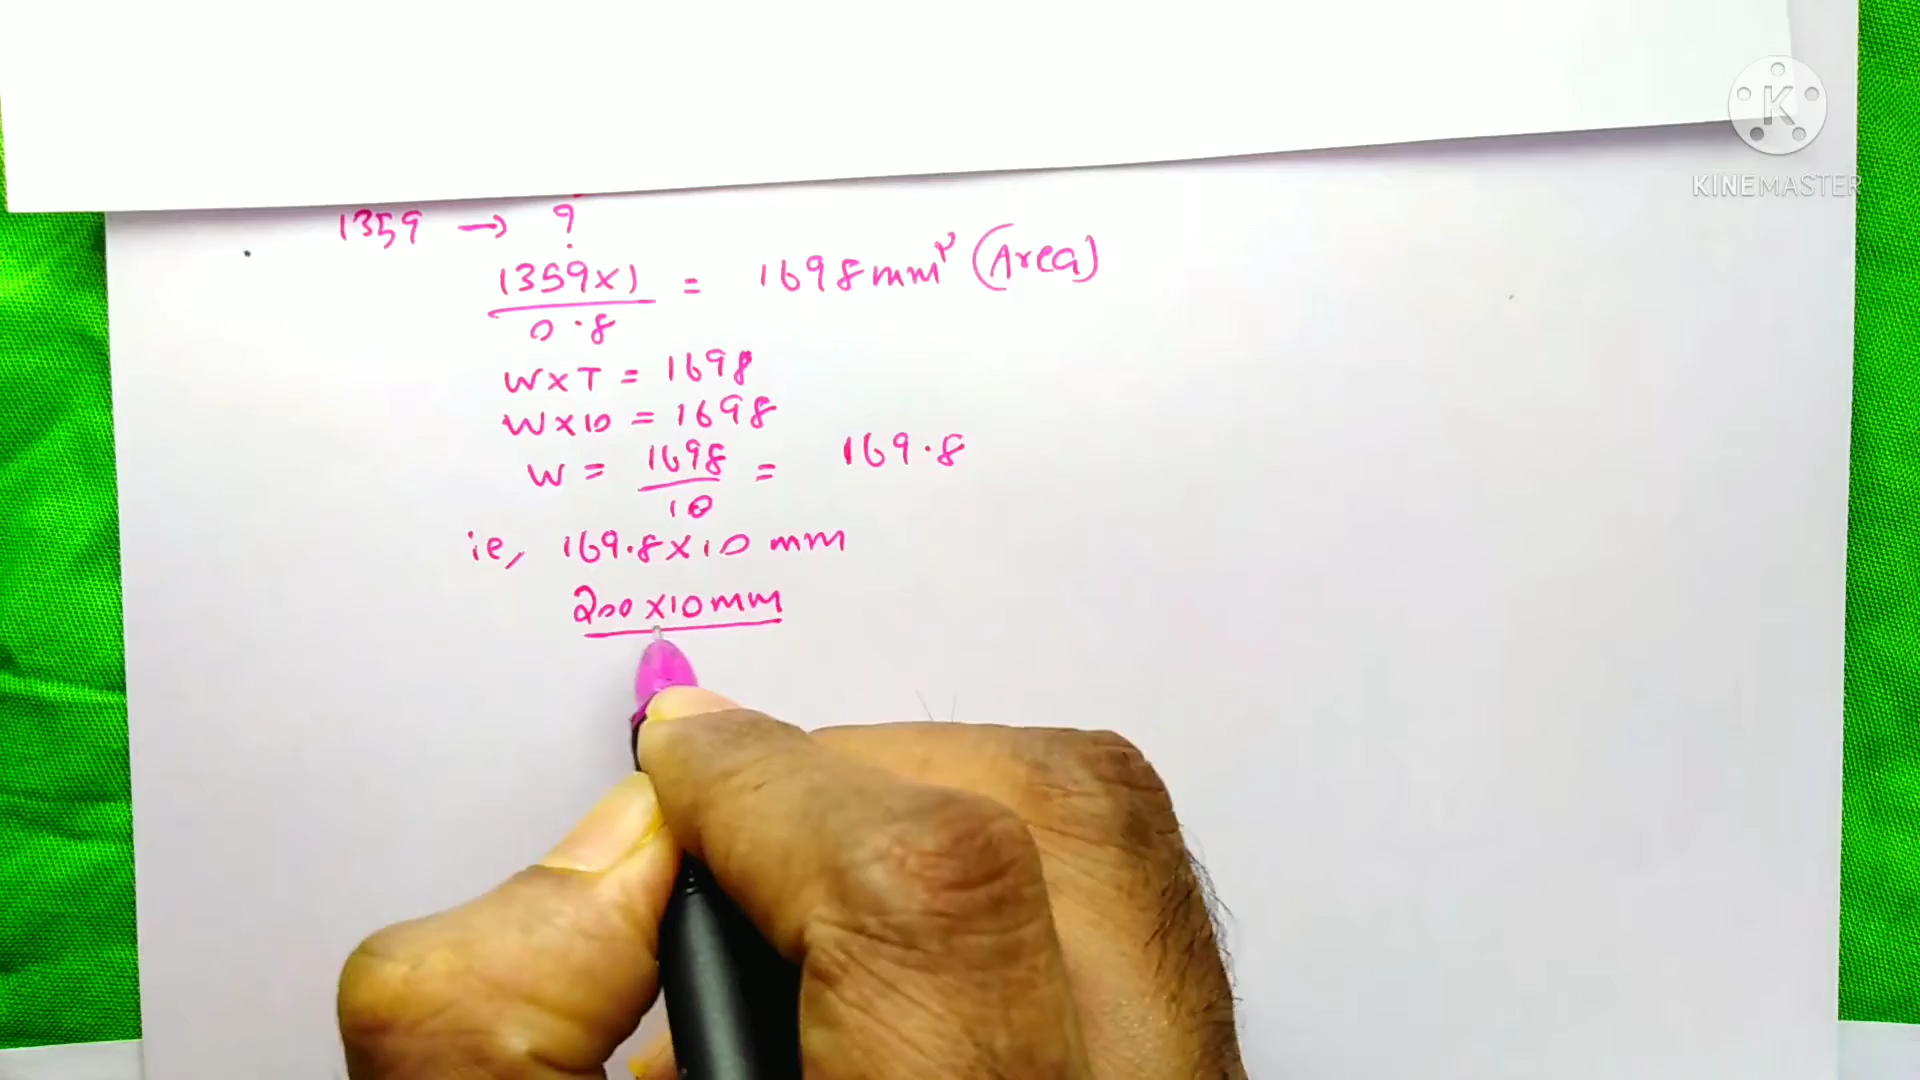 1359 → ?
1359×1 / 0.8 = 1698mm² (Area)
W×T = 1698
W×10 = 1698
W = 1698 / 10 = 169.8
ie, 169.8×10 mm
200×10mm
K
KINEMASTER